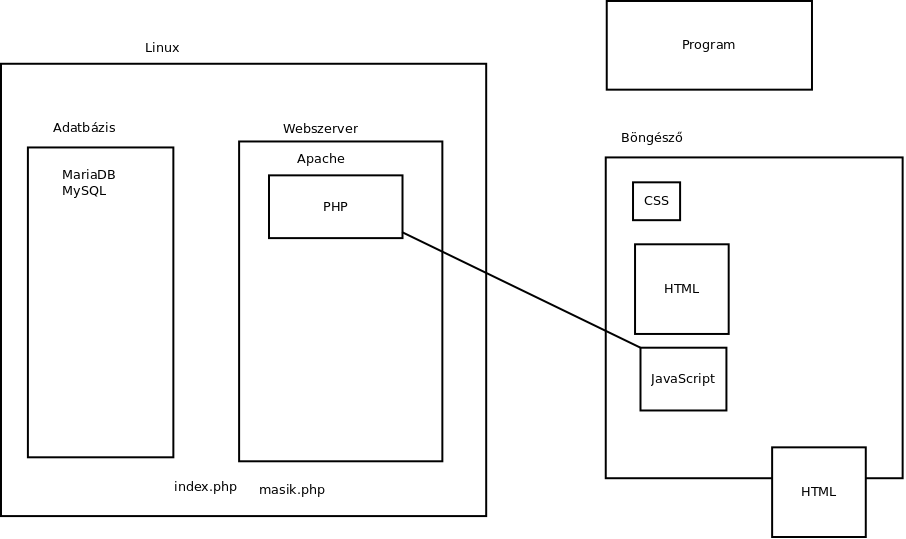 Linux
Adatbázis
MariaDB
MySQL
Webszerver
Apache
PHP
index.php
masik.php
Program
Böngésző
CSS
HTML
JavaScript
HTML